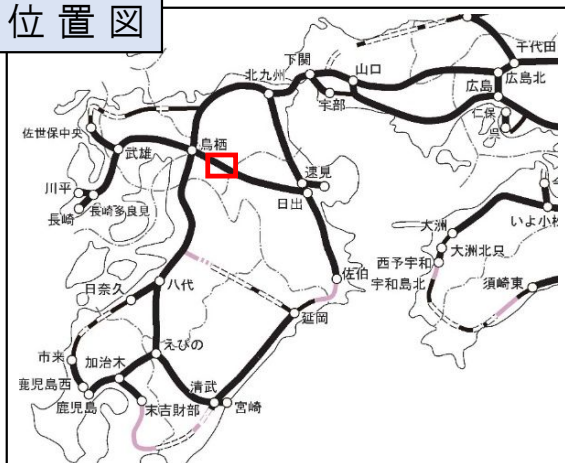 位置図
千代田
下関
山口
広島北
北九州
広島
宇部
仁保
呉
佐世保中央
鳥栖
武雄
速見
川平
日出
長崎
長崎多良見
大洲
いよ小松
大洲北只
西予宇和
佐伯
宇和島北
須崎東
日奈久
八代
延岡
えびの
市来
加治木
鹿児島西
清武
鹿児島
末吉財部
宮崎